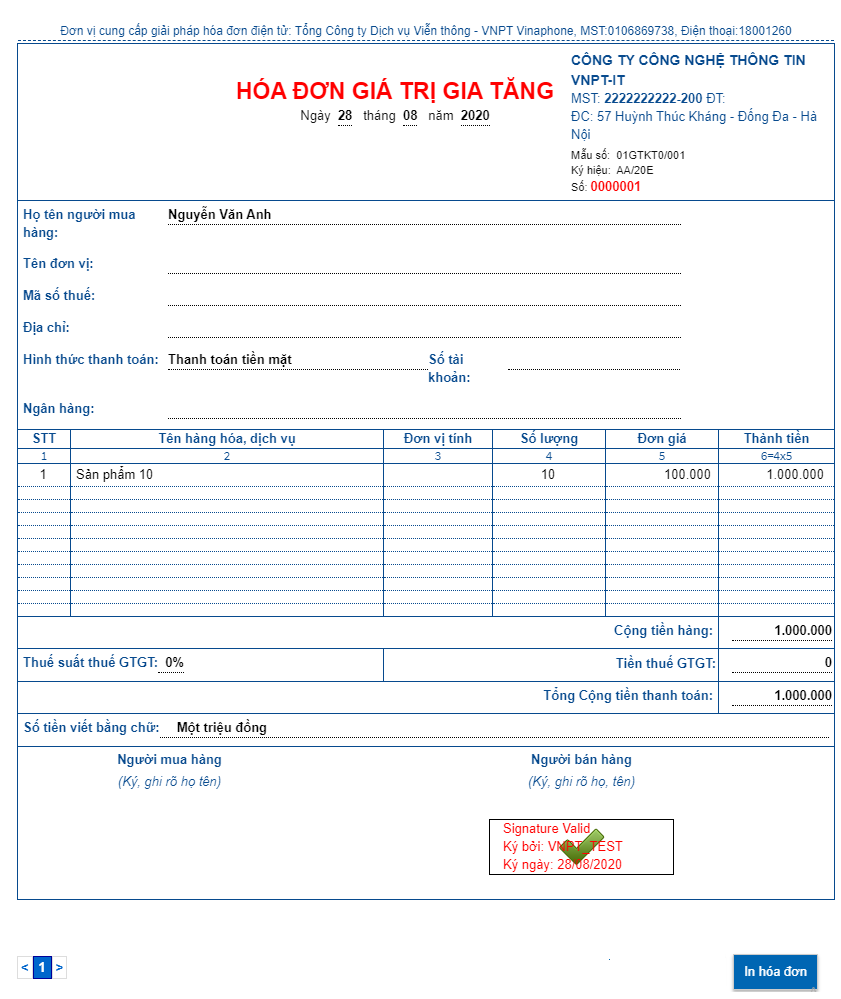 Đơn vị cung cấp giải pháp hóa đơn điện tử: Tổng Công ty Dịch vụ Viễn thông - VNPT Vinaphone, MST:0106869738, Điện thoại:18001260
CÔNG TY CÔNG NGHỆ THÔNG TIN
VNPT-IT
MST: 2222222222-200 ĐT:
ĐC: 57 Huỳnh Thúc Kháng - Đống Đa - Hà
Nội
HÓA ĐƠN GIÁ TRỊ GIA TĂNG
Ngày 28 tháng 08 năm 2020
Mẫu số: 01GTKT0/001
Ký hiệu: AA/20E
Số: 0000001
Họ tên người mua
hàng:
Nguyễn Văn Anh
Tên đơn vị:
Mã số thuế:
Địa chỉ:
Hình thức thanh toán: Thanh toán tiền mặt
Số tài
khoản:
Ngân hàng:
STT Tên hàng hóa, dịch vụ Đơn vị tính Số lượng Đơn giá Thành tiền
1 2 3 4 5 6=4x5
1 Sản phẩm 10 10 100.000 1.000.000
Cộng tiền hàng: 1.000.000
Thuế suất thuế GTGT: 0% Tiền thuế GTGT: 0
Tổng Cộng tiền thanh toán: 1.000.000
Số tiền viết bằng chữ: Một triệu đồng
Người mua hàng Người bán hàng
(Ký, ghi rõ họ tên) (Ký, ghi rõ họ, tên)
Signature Valid
Ký bởi: VNPT_TEST
Ký ngày: 28/08/2020
< 1 >
In hóa đơn